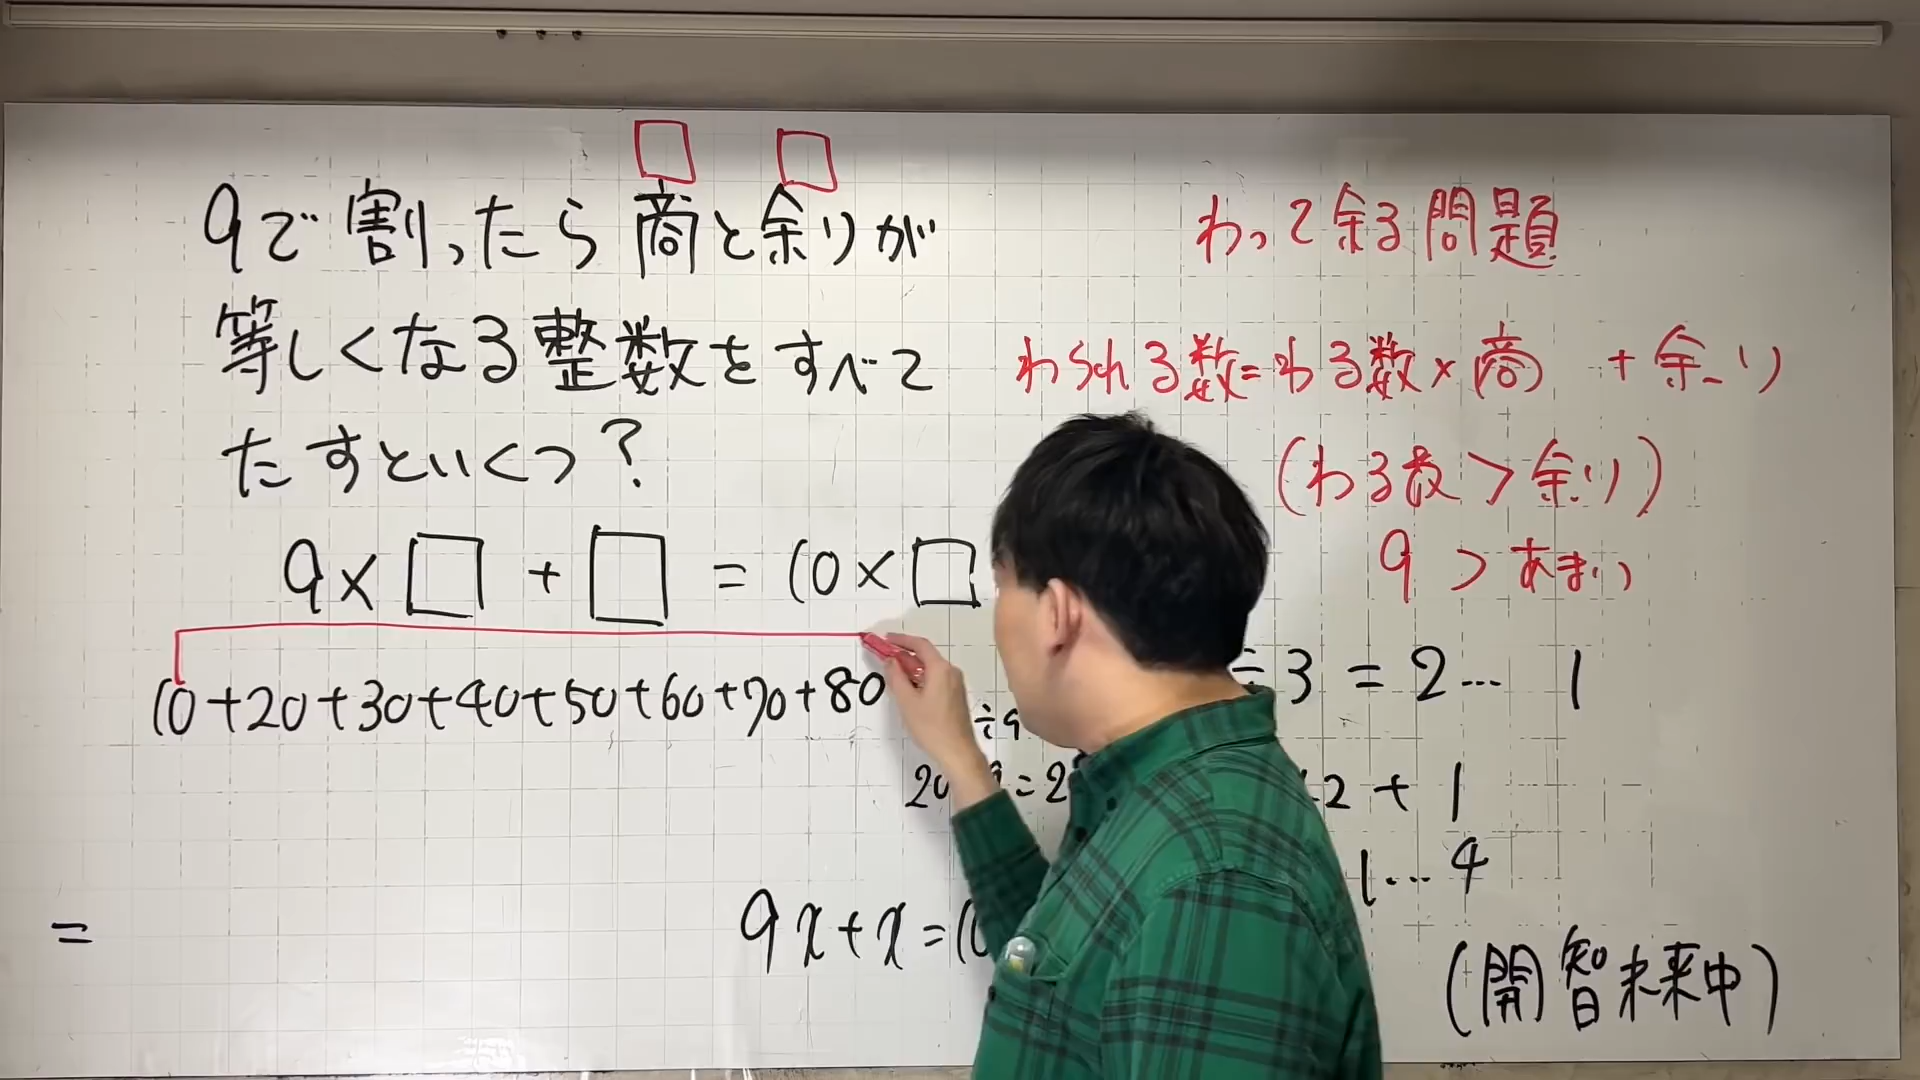 9で割ったら商と余りが
等しくなる整数をすべて
たすといくつ?
9×□+□=10×□
10+20+30+40+50+60+70+80
=
9x+x=10
わって余る問題
わられる数=わる数×商+余り
(わる数>余り)
9>あまり
÷3=2…1
÷9
20 =2
2+1
1…4
(開智未来中)